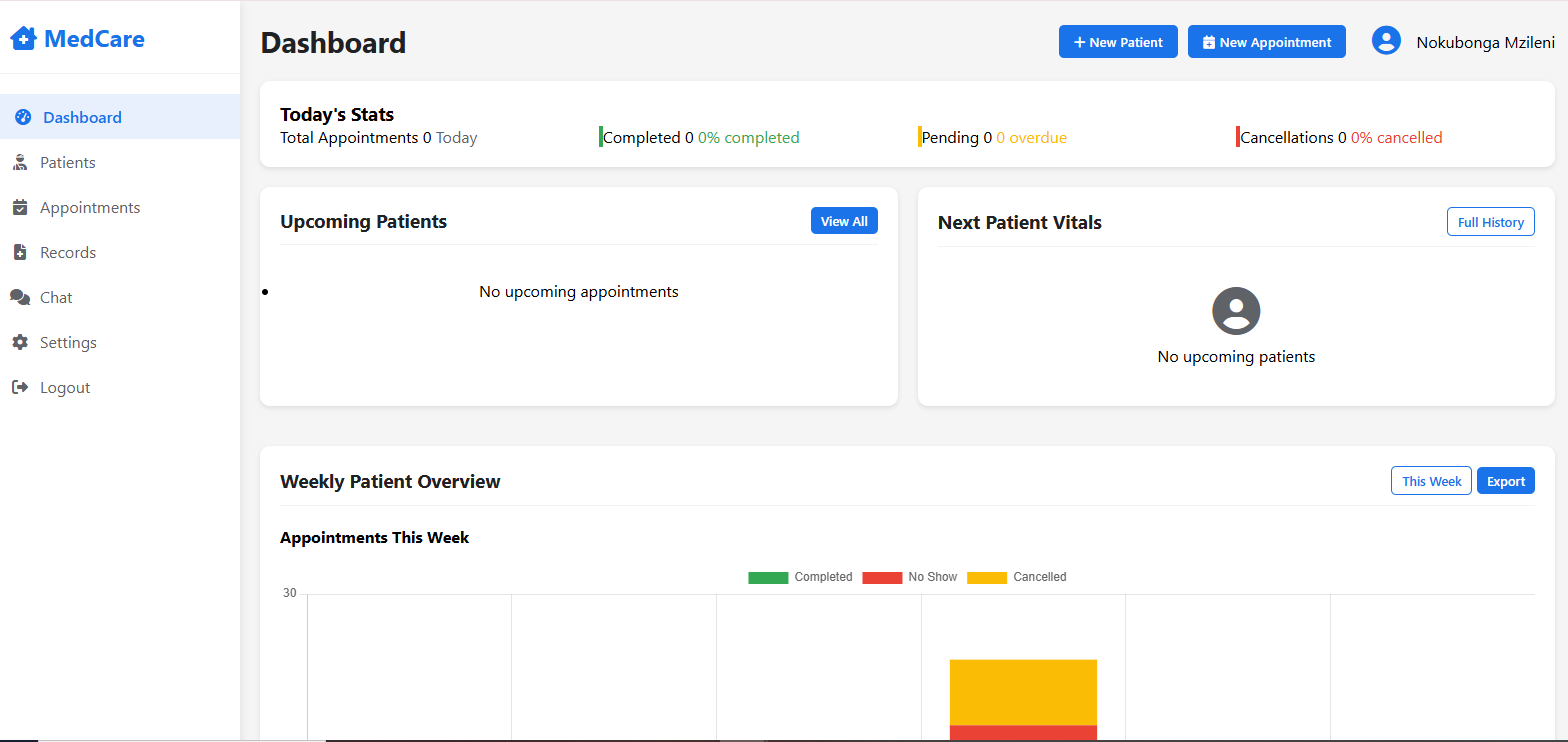 MedCare
Dashboard
Patients
Appointments
Records
Chat
Settings
Logout
Dashboard
New Patient
New Appointment
Nokubonga Mzileni
Today's Stats
Total Appointments 0 Today
Completed 0 0% completed
Pending 0 0 overdue
Cancellations 0 0% cancelled
Upcoming Patients
View All
No upcoming appointments
Next Patient Vitals
Full History
No upcoming patients
Weekly Patient Overview
This Week
Export
Appointments This Week
Completed
No Show
Cancelled
30